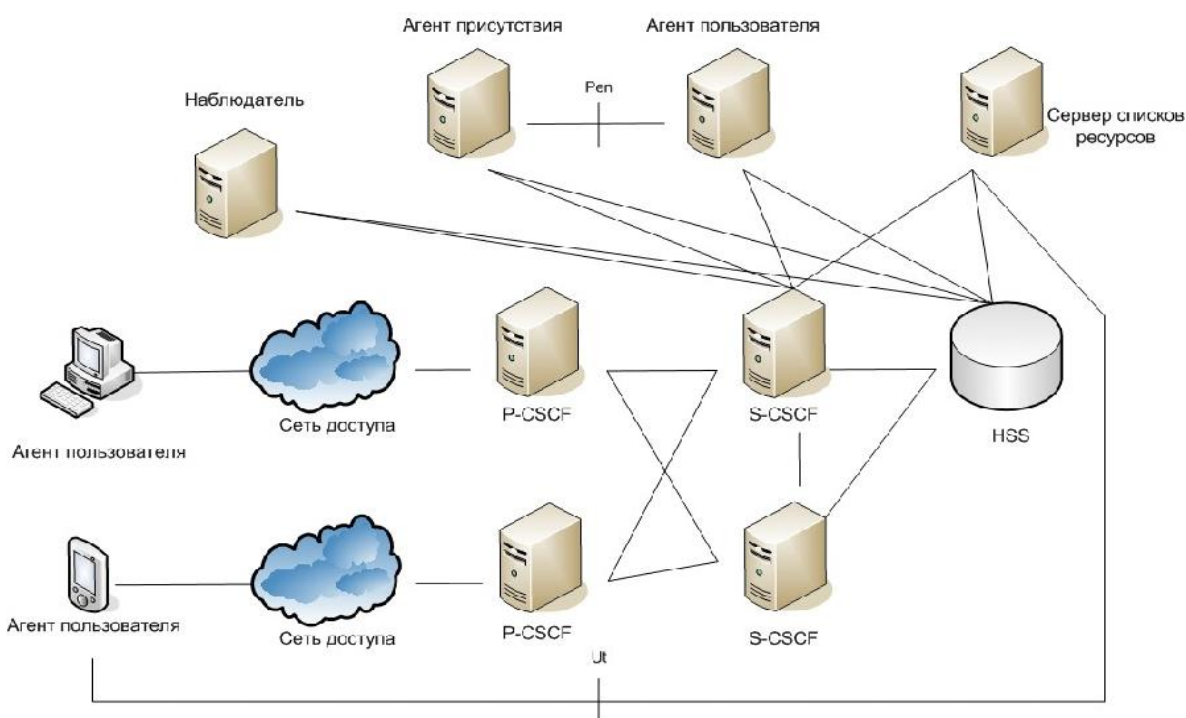 Агент присутствия
Агент пользователя
Pen
Наблюдатель
Сервер списков
ресурсов
Сеть доступа
P-CSCF
S-CSCF
HSS
Агент пользователя
Агент пользователя
Сеть доступа
P-CSCF
S-CSCF
Ut